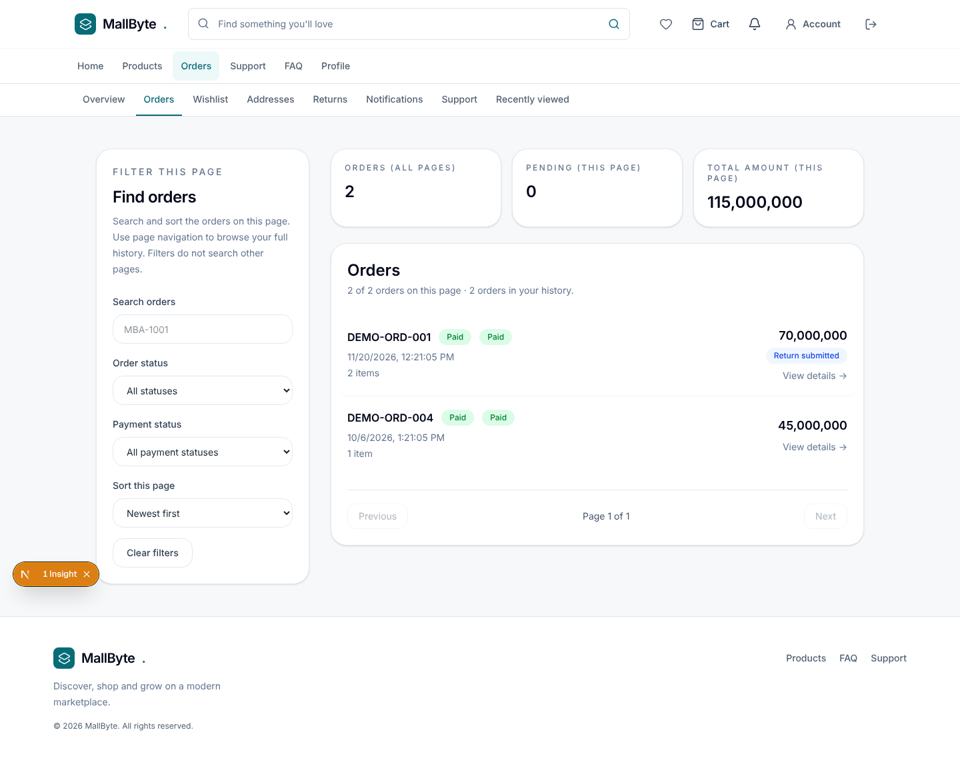 MallByte .
Find something you'll love
Cart
Account
Home
Products
Orders
Support
FAQ
Profile
Overview
Orders
Wishlist
Addresses
Returns
Notifications
Support
Recently viewed
FILTER THIS PAGE
Find orders
Search and sort the orders on this page.
Use page navigation to browse your full
history. Filters do not search other
pages.
Search orders
MBA-1001
Order status
All statuses
Payment status
All payment statuses
Sort this page
Newest first
Clear filters
ORDERS (ALL PAGES)
2
PENDING (THIS PAGE)
0
TOTAL AMOUNT (THIS
PAGE)
115,000,000
Orders
2 of 2 orders on this page · 2 orders in your history.
DEMO-ORD-001 Paid Paid
11/20/2026, 12:21:05 PM
2 items
70,000,000
Return submitted
View details →
DEMO-ORD-004 Paid Paid
10/6/2026, 1:21:05 PM
1 item
45,000,000
View details →
Previous
Page 1 of 1
Next
N 1 Insight
MallByte .
Discover, shop and grow on a modern
marketplace.
© 2026 MallByte. All rights reserved.
Products
FAQ
Support